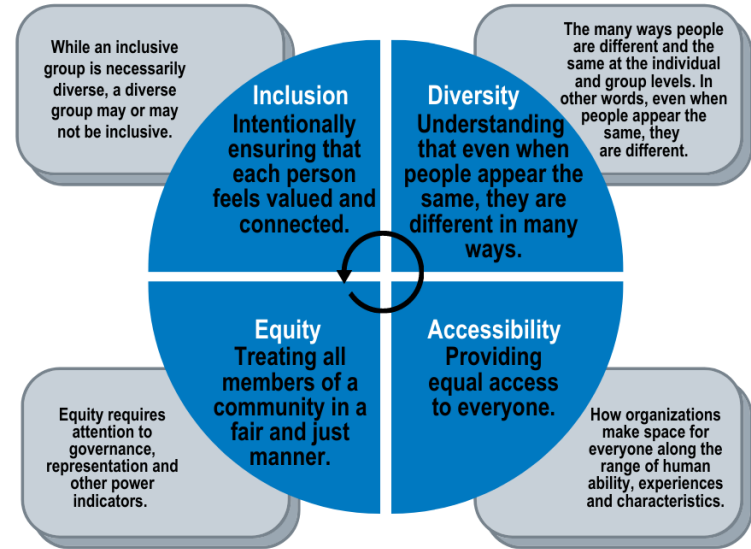 While an inclusive
group is necessarily
diverse, a diverse
group may or may
not be inclusive.
Inclusion
Intentionally
ensuring that
each person
feels valued and
connected.
Diversity
Understanding
that even when
people appear the
same, they are
different in many
ways.
The many ways people
are different and the
same at the individual
and group levels. In
other words, even when
people appear the
same, they
are different.
Equity requires
attention to
governance,
representation and
other power
indicators.
Equity
Treating all
members of a
community in a
fair and just
manner.
Accessibility
Providing
equal access
to everyone.
How organizations
make space for
everyone along the
range of human
ability, experiences
and characteristics.